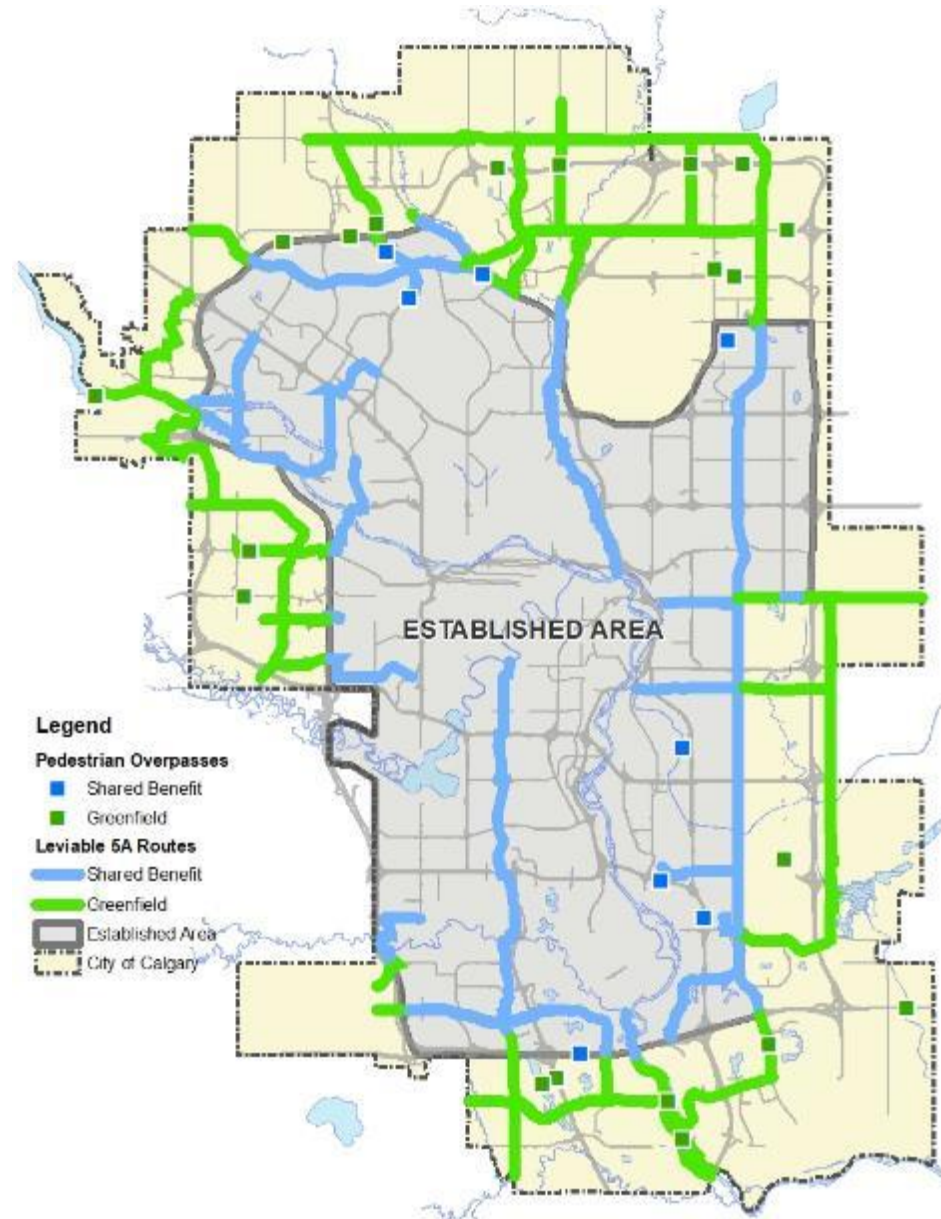 ESTABLISHED AREA
Legend
Pedestrian Overpasses
Shared Benefit
Greenfield
Leviable 5A Routes
Shared Benefit
Greenfield
Established Area
City of Calgary